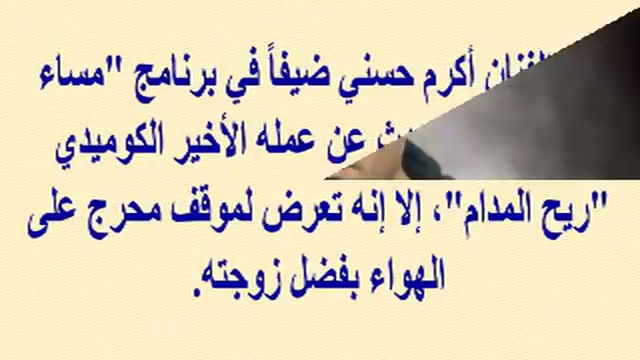 الفنان أكرم حسني ضيفاً في برنامج "مساء
عن عمله الأخير الكوميدي
"ريح المدام"، إلا إنه تعرض لموقف محرج على
الهواء بفضل زوجته.